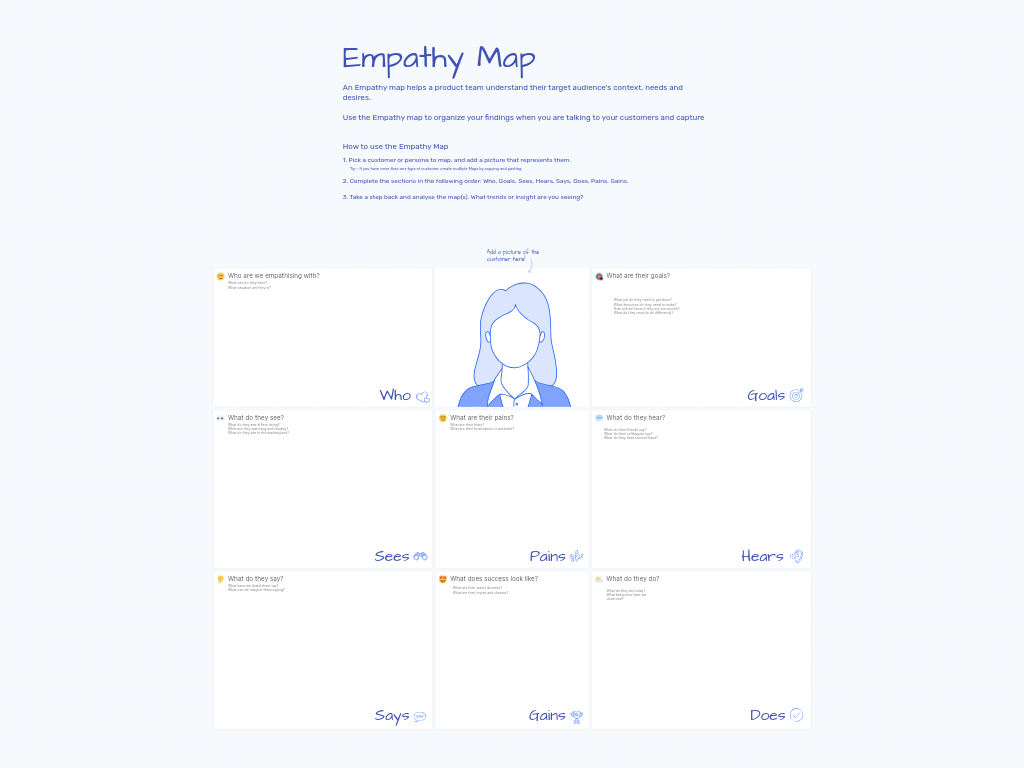 Empathy Map
An Empathy map helps a product team understand their target audience's context, needs and
desires.
Use the Empathy map to organize your findings when you are talking to your customers and capture
How to use the Empathy Map
1. Pick a customer or persona to map, and add a picture that represents them.
Tip - If you have more than one type of customer, create multiple Maps by copying and pasting.
2. Complete the sections in the following order: Who, Goals, Sees, Hears, Says, Does, Pains, Gains.
3. Take a step back and analyse the map(s). What trends or insight are you seeing?
Add a picture of the
customer here!
Who are we empathising with?
What role do they have?
What situation are they in?
Who
What are their goals?
What job do they need to get done?
What decisions do they need to make?
How will we know if they are successful?
What do they need to do differently?
Goals
What do they see?
What do they see others doing?
What are they watching and reading?
What do they see in the marketplace?
Sees
What are their pains?
What are their fears?
What are their frustrations or obstacles?
Pains
What do they hear?
What do their friends say?
What do their colleagues say?
What do they hear second-hand?
Hears
What do they say?
What have we heard them say?
What can we imagine them saying?
Says
What does success look like?
What are their wants & needs?
What are their hopes and dreams?
Gains
What do they do?
What do they do today?
What behaviour have we
observed?
Does